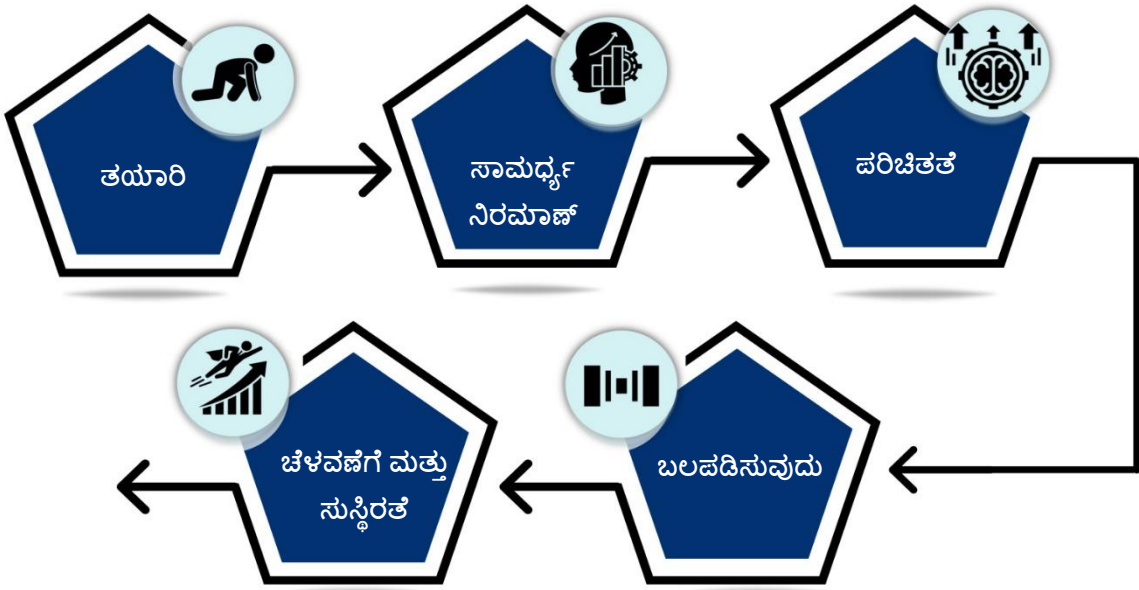 ತಯಾರಿ
ಸಾಮರ್ಧ್ಯ
ನಿರಮಾಣ್
ಪರಿಚಿತತೆ
ಬಲಪಡಿಸುವುದು
ಚೆಳವಣೆಗೆ ಮತ್ತು
ಸುಸ್ಥಿರತೆ